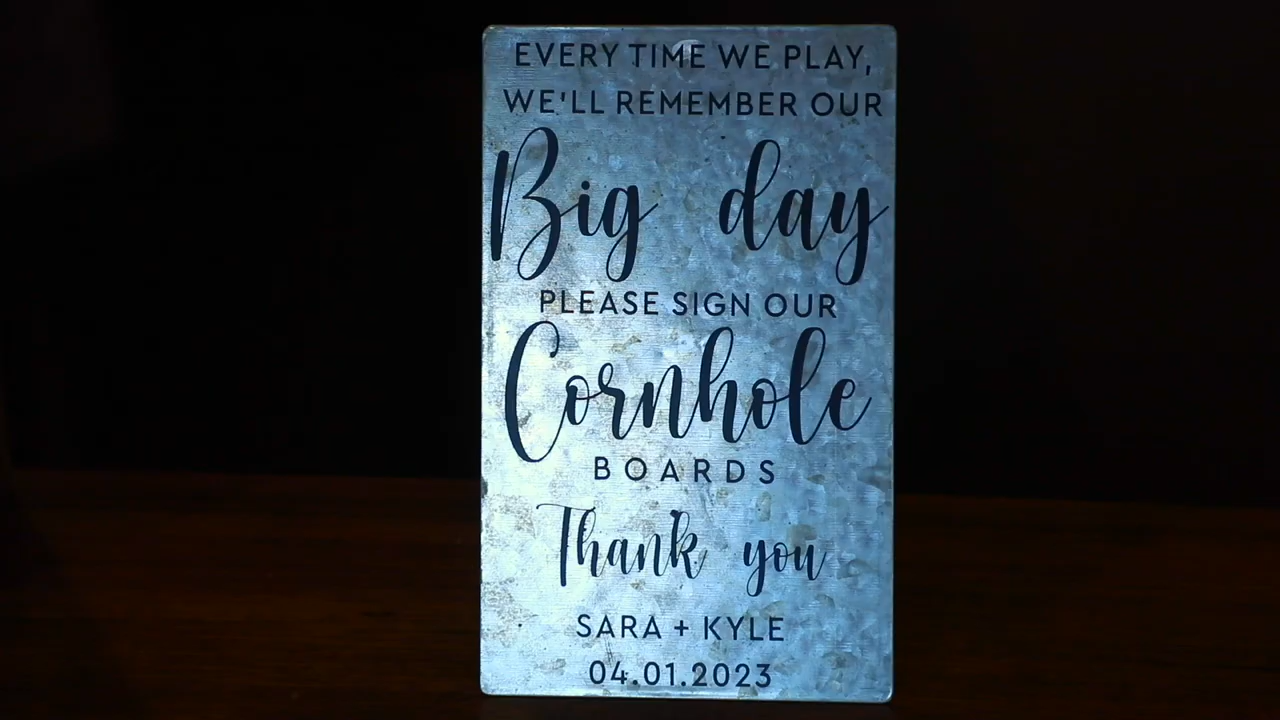 EVERY TIME WE PLAY,
WE'LL REMEMBER OUR
Big day
PLEASE SIGN OUR
Cornhole
BOARDS
Thank you
SARA + KYLE
04.01.2023